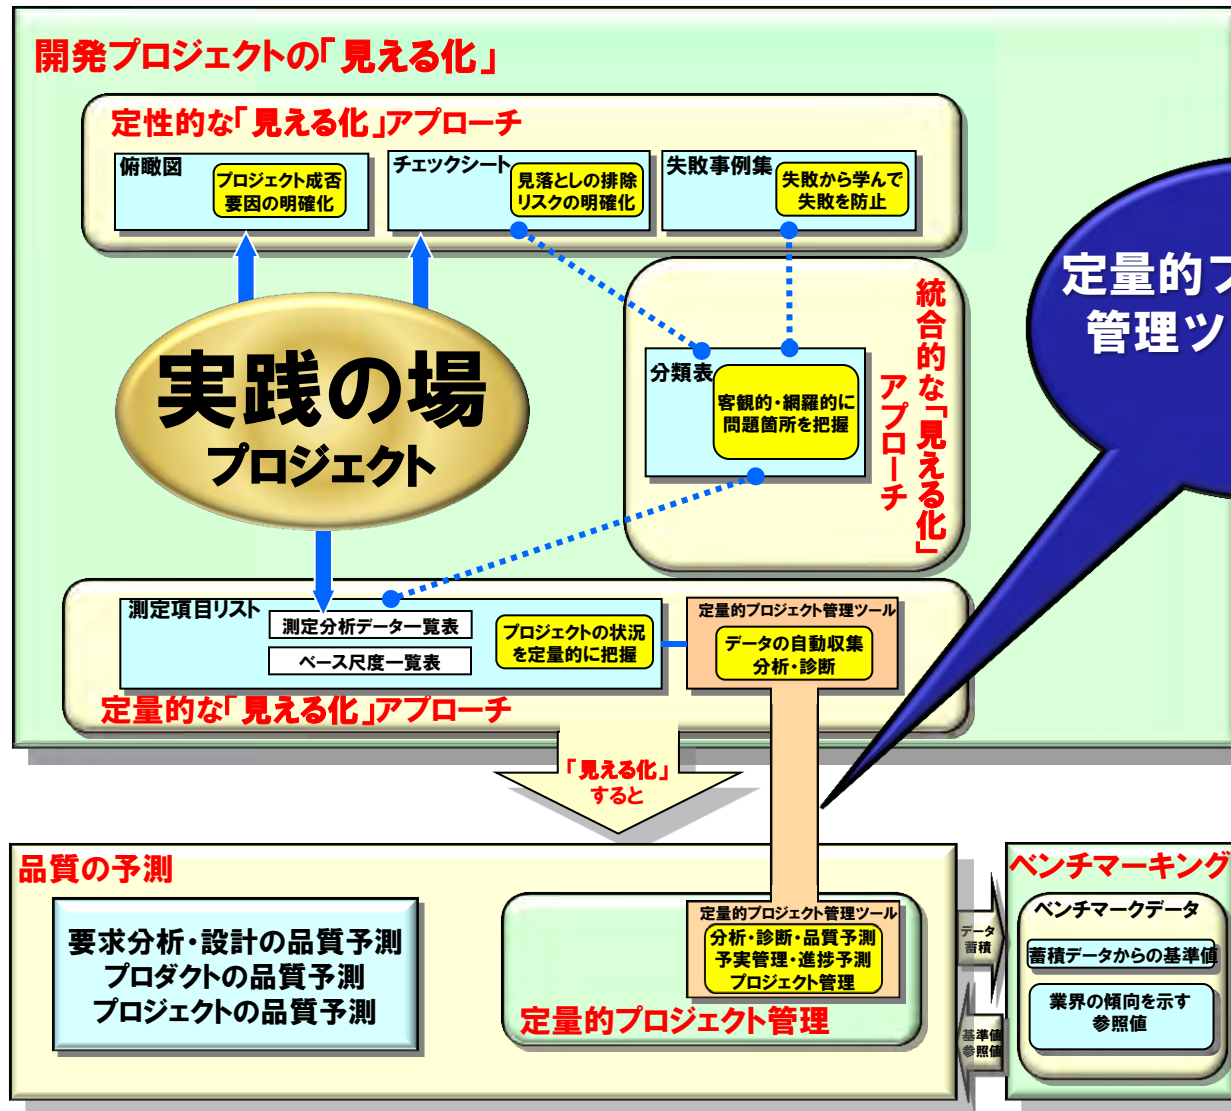 開発プロジェクトの「見える化」
定性的な「見える化」アプローチ
俯瞰図
プロジェクト成否
要因の明確化
チェックシート
見落としの排除
リスクの明確化
失敗事例集
失敗から学んで
失敗を防止
実践の場
プロジェクト
統合的な「見える化」
アプローチ
分類表
客観的・網羅的に
問題箇所を把握
定量的プ
管理ツ
測定項目リスト
測定分析データ一覧表
ベース尺度一覧表
プロジェクトの状況
を定量的に把握
定量的プロジェクト管理ツール
データの自動収集
分析・診断
定量的な「見える化」アプローチ
「見える化」
すると
品質の予測
要求分析・設計の品質予測
プロダクトの品質予測
プロジェクトの品質予測
定量的プロジェクト管理ツール
分析・診断・品質予測
予実管理・進捗予測
プロジェクト管理
定量的プロジェクト管理
データ
蓄積
基準値
参照値
ベンチマーキング
ベンチマークデータ
蓄積データからの基準値
業界の傾向を示す
参照値